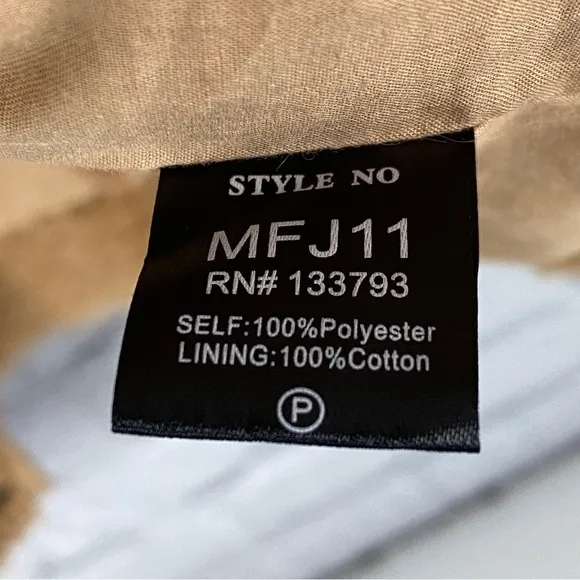 STYLE NO
MFJ11
RN# 133793
SELF:100%Polyester
LINING:100%Cotton
P